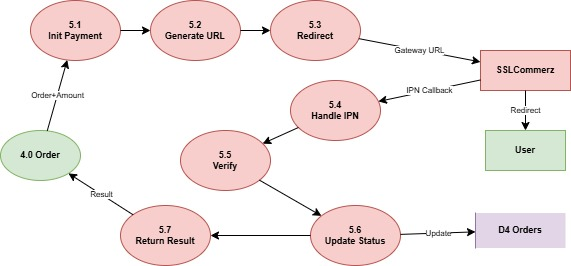 5.1
Init Payment
5.2
Generate URL
5.3
Redirect
Gateway URL
SSLCommerz
IPN Callback
Order+Amount
5.4
Handle IPN
Redirect
4.0 Order
5.5
Verify
User
Result
5.7
Return Result
5.6
Update Status
Update
D4 Orders